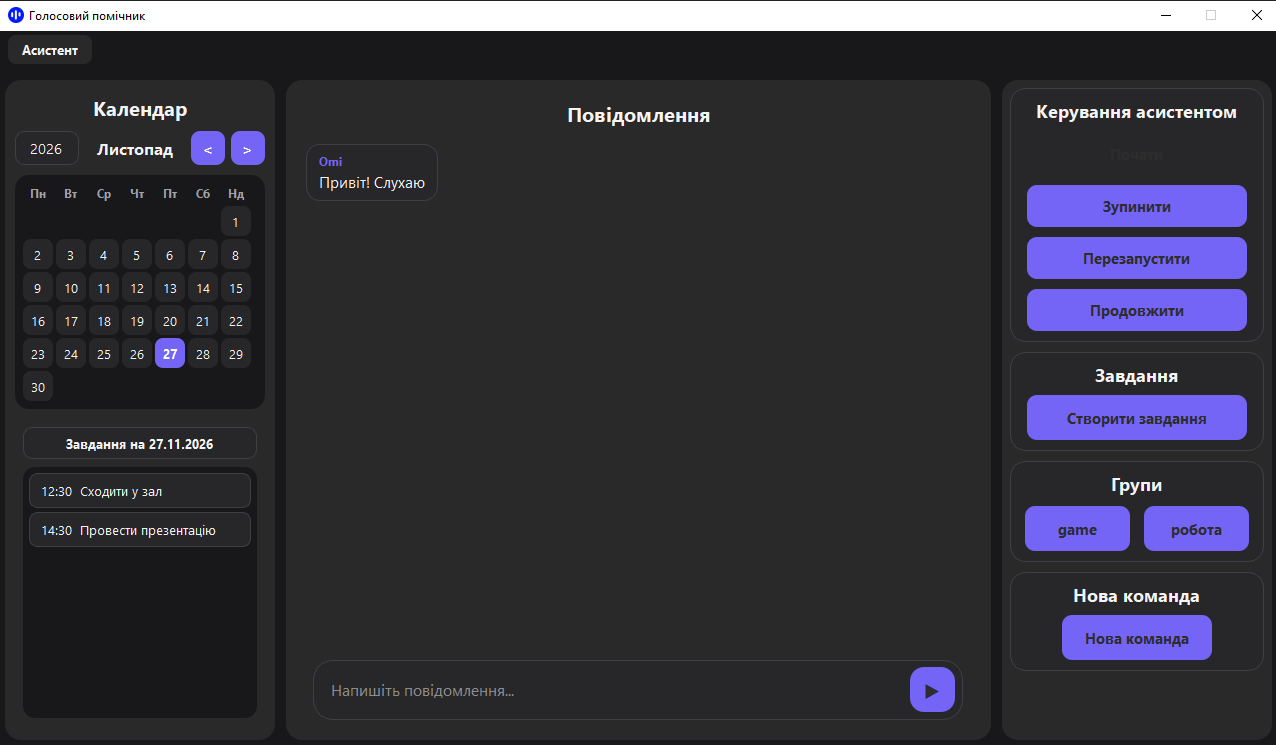 Голосовий помічник
Асистент
Календар
2026 Листопад < >
Пн Вт Ср Чт Пт Сб Нд
1
2 3 4 5 6 7 8
9 10 11 12 13 14 15
16 17 18 19 20 21 22
23 24 25 26 27 28 29
30
Завдання на 27.11.2026
12:30 Сходити у зал
14:30 Провести презентацію
Повідомлення
Omi
Привіт! Слухаю
Напишіть повідомлення...
Керування асистентом
Почати
Зупинити
Перезапустити
Продовжити
Завдання
Створити завдання
Групи
game робота
Нова команда
Нова команда